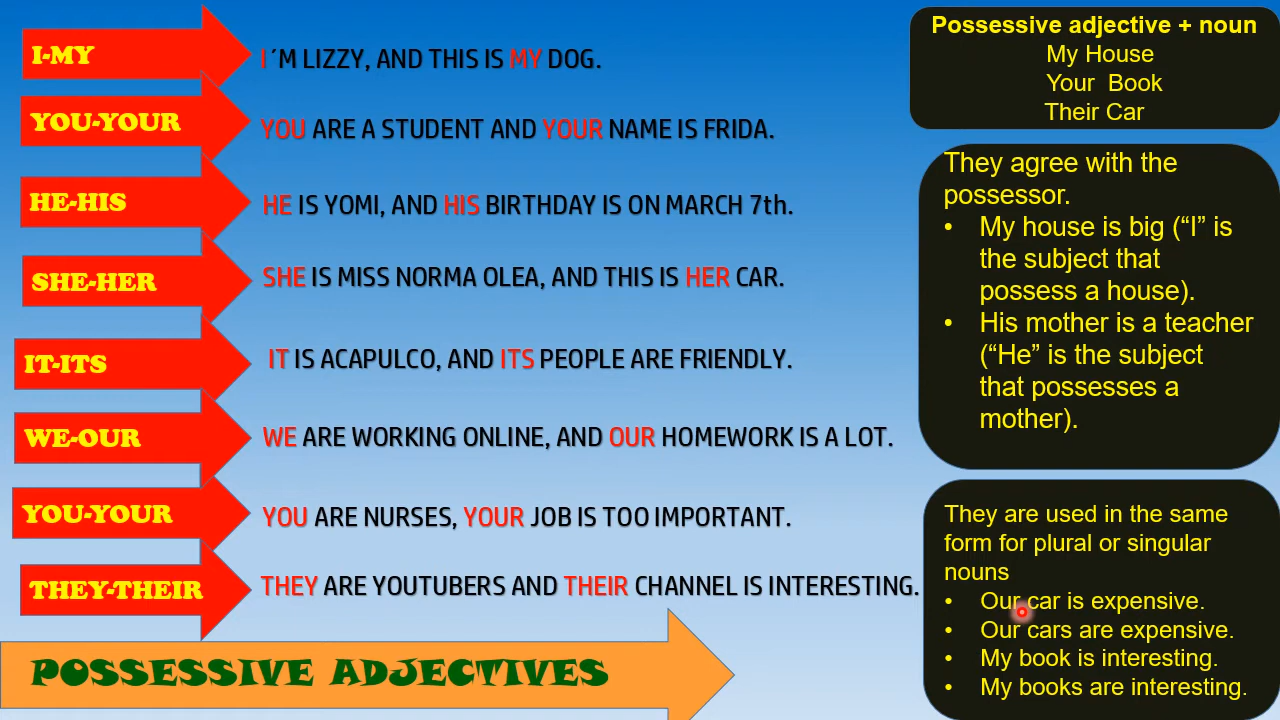 I-MY
I´M LIZZY, AND THIS IS MY DOG.
YOU-YOUR
YOU ARE A STUDENT AND YOUR NAME IS FRIDA.
HE-HIS
HE IS YOMI, AND HIS BIRTHDAY IS ON MARCH 7th.
SHE-HER
SHE IS MISS NORMA OLEA, AND THIS IS HER CAR.
IT-ITS
IT IS ACAPULCO, AND ITS PEOPLE ARE FRIENDLY.
WE-OUR
WE ARE WORKING ONLINE, AND OUR HOMEWORK IS A LOT.
YOU-YOUR
YOU ARE NURSES, YOUR JOB IS TOO IMPORTANT.
THEY-THEIR
THEY ARE YOUTUBERS AND THEIR CHANNEL IS INTERESTING.
POSSESSIVE ADJECTIVES
Possessive adjective + noun
My House
Your Book
Their Car
They agree with the
possessor.
• My house is big (“I” is
the subject that
possess a house).
• His mother is a teacher
(“He” is the subject
that possesses a
mother).
They are used in the same
form for plural or singular
nouns
• Our car is expensive.
• Our cars are expensive.
• My book is interesting.
• My books are interesting.